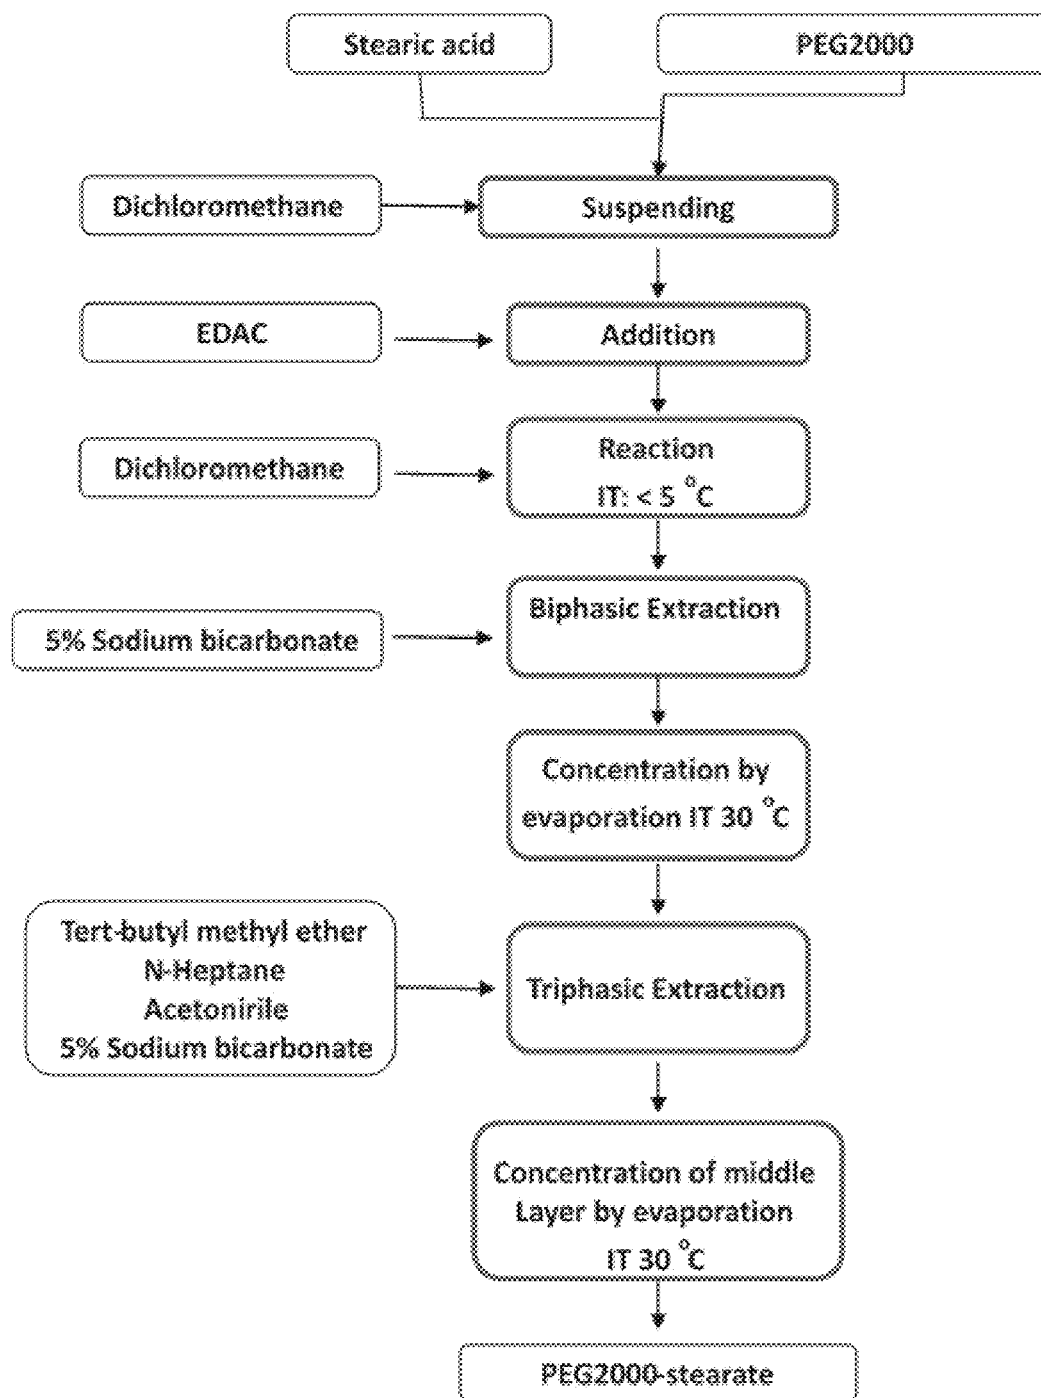 Stearic acid
PEG2000
Dichloromethane
Suspending
EDAC
Addition
Dichloromethane
Reaction
IT: < 5 °C
5% Sodium bicarbonate
Biphasic Extraction
Concentration by
evaporation IT 30 °C
Tert-butyl methyl ether
N-Heptane
Acetonirile
5% Sodium bicarbonate
Triphasic Extraction
Concentration of middle
Layer by evaporation
IT 30 °C
PEG2000-stearate